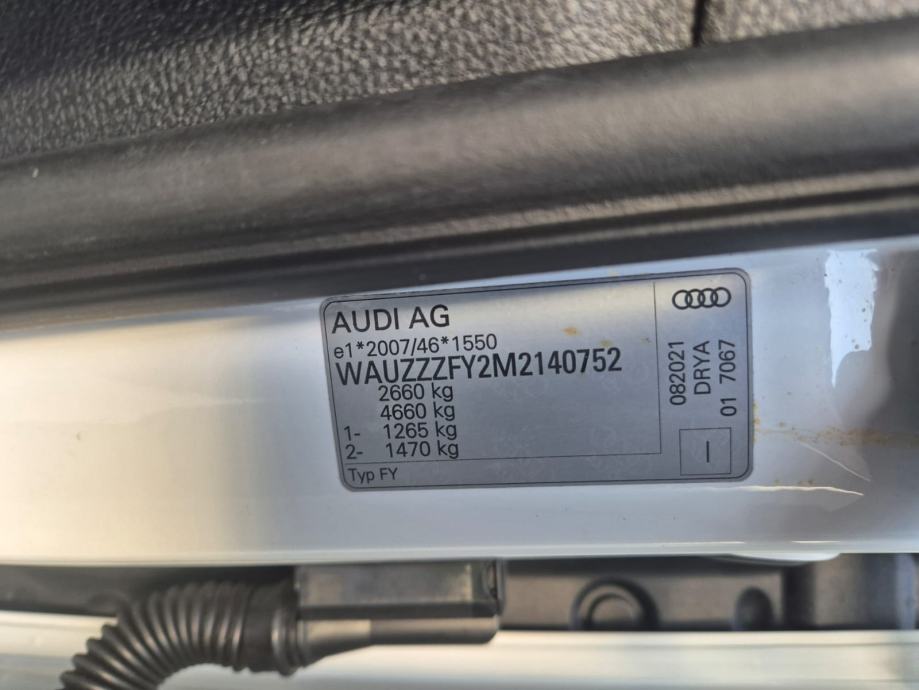 AUDI AG
e1*2007/46*1550
WAUZZZFY2M2140752
2660 kg
4660 kg
1- 1265 kg
2- 1470 kg
Typ FY
082021
DRYA
01 7067